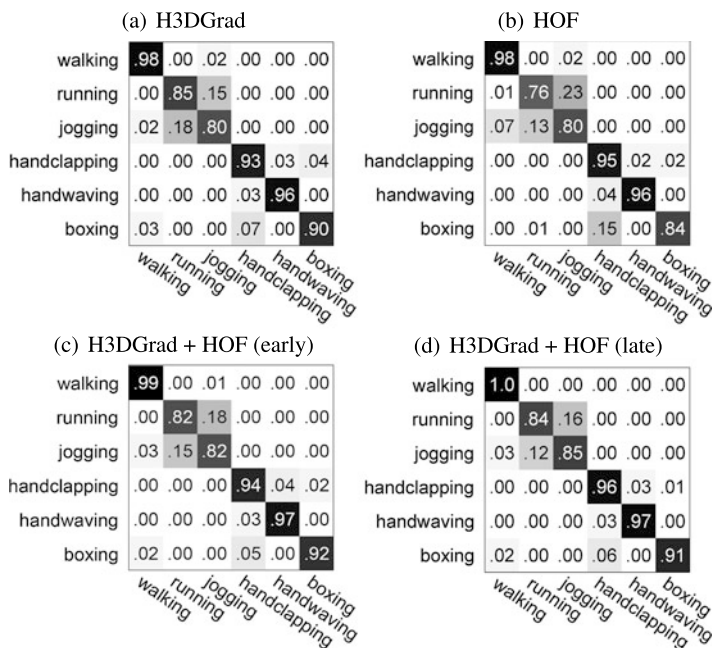 (a) H3DGrad
walking .98 .00 .02 .00 .00 .00
running .00 .85 .15 .00 .00 .00
jogging .02 .18 .80 .00 .00 .00
handclapping .00 .00 .00 .93 .03 .04
handwaving .00 .00 .00 .03 .96 .00
boxing .03 .00 .00 .07 .00 .90
walking running jogging handclapping handwaving boxing
(b) HOF
walking .98 .00 .02 .00 .00 .00
running .01 .76 .23 .00 .00 .00
jogging .07 .13 .80 .00 .00 .00
handclapping .00 .00 .00 .95 .02 .02
handwaving .00 .00 .00 .04 .96 .00
boxing .00 .01 .00 .15 .00 .84
walking running jogging handclapping handwaving boxing
(c) H3DGrad + HOF (early)
walking .99 .00 .01 .00 .00 .00
running .00 .82 .18 .00 .00 .00
jogging .03 .15 .82 .00 .00 .00
handclapping .00 .00 .00 .94 .04 .02
handwaving .00 .00 .00 .03 .97 .00
boxing .02 .00 .00 .05 .00 .92
walking running jogging handclapping handwaving boxing
(d) H3DGrad + HOF (late)
walking 1.0 .00 .00 .00 .00 .00
running .00 .84 .16 .00 .00 .00
jogging .03 .12 .85 .00 .00 .00
handclapping .00 .00 .00 .96 .03 .01
handwaving .00 .00 .00 .03 .97 .00
boxing .02 .00 .00 .06 .00 .91
walking running jogging handclapping handwaving boxing